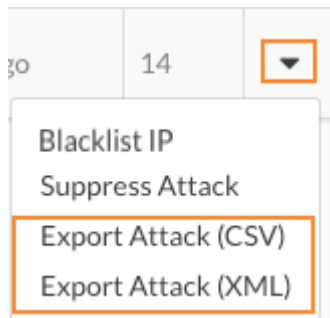 go 14
Blacklist IP
Suppress Attack
Export Attack (CSV)
Export Attack (XML)